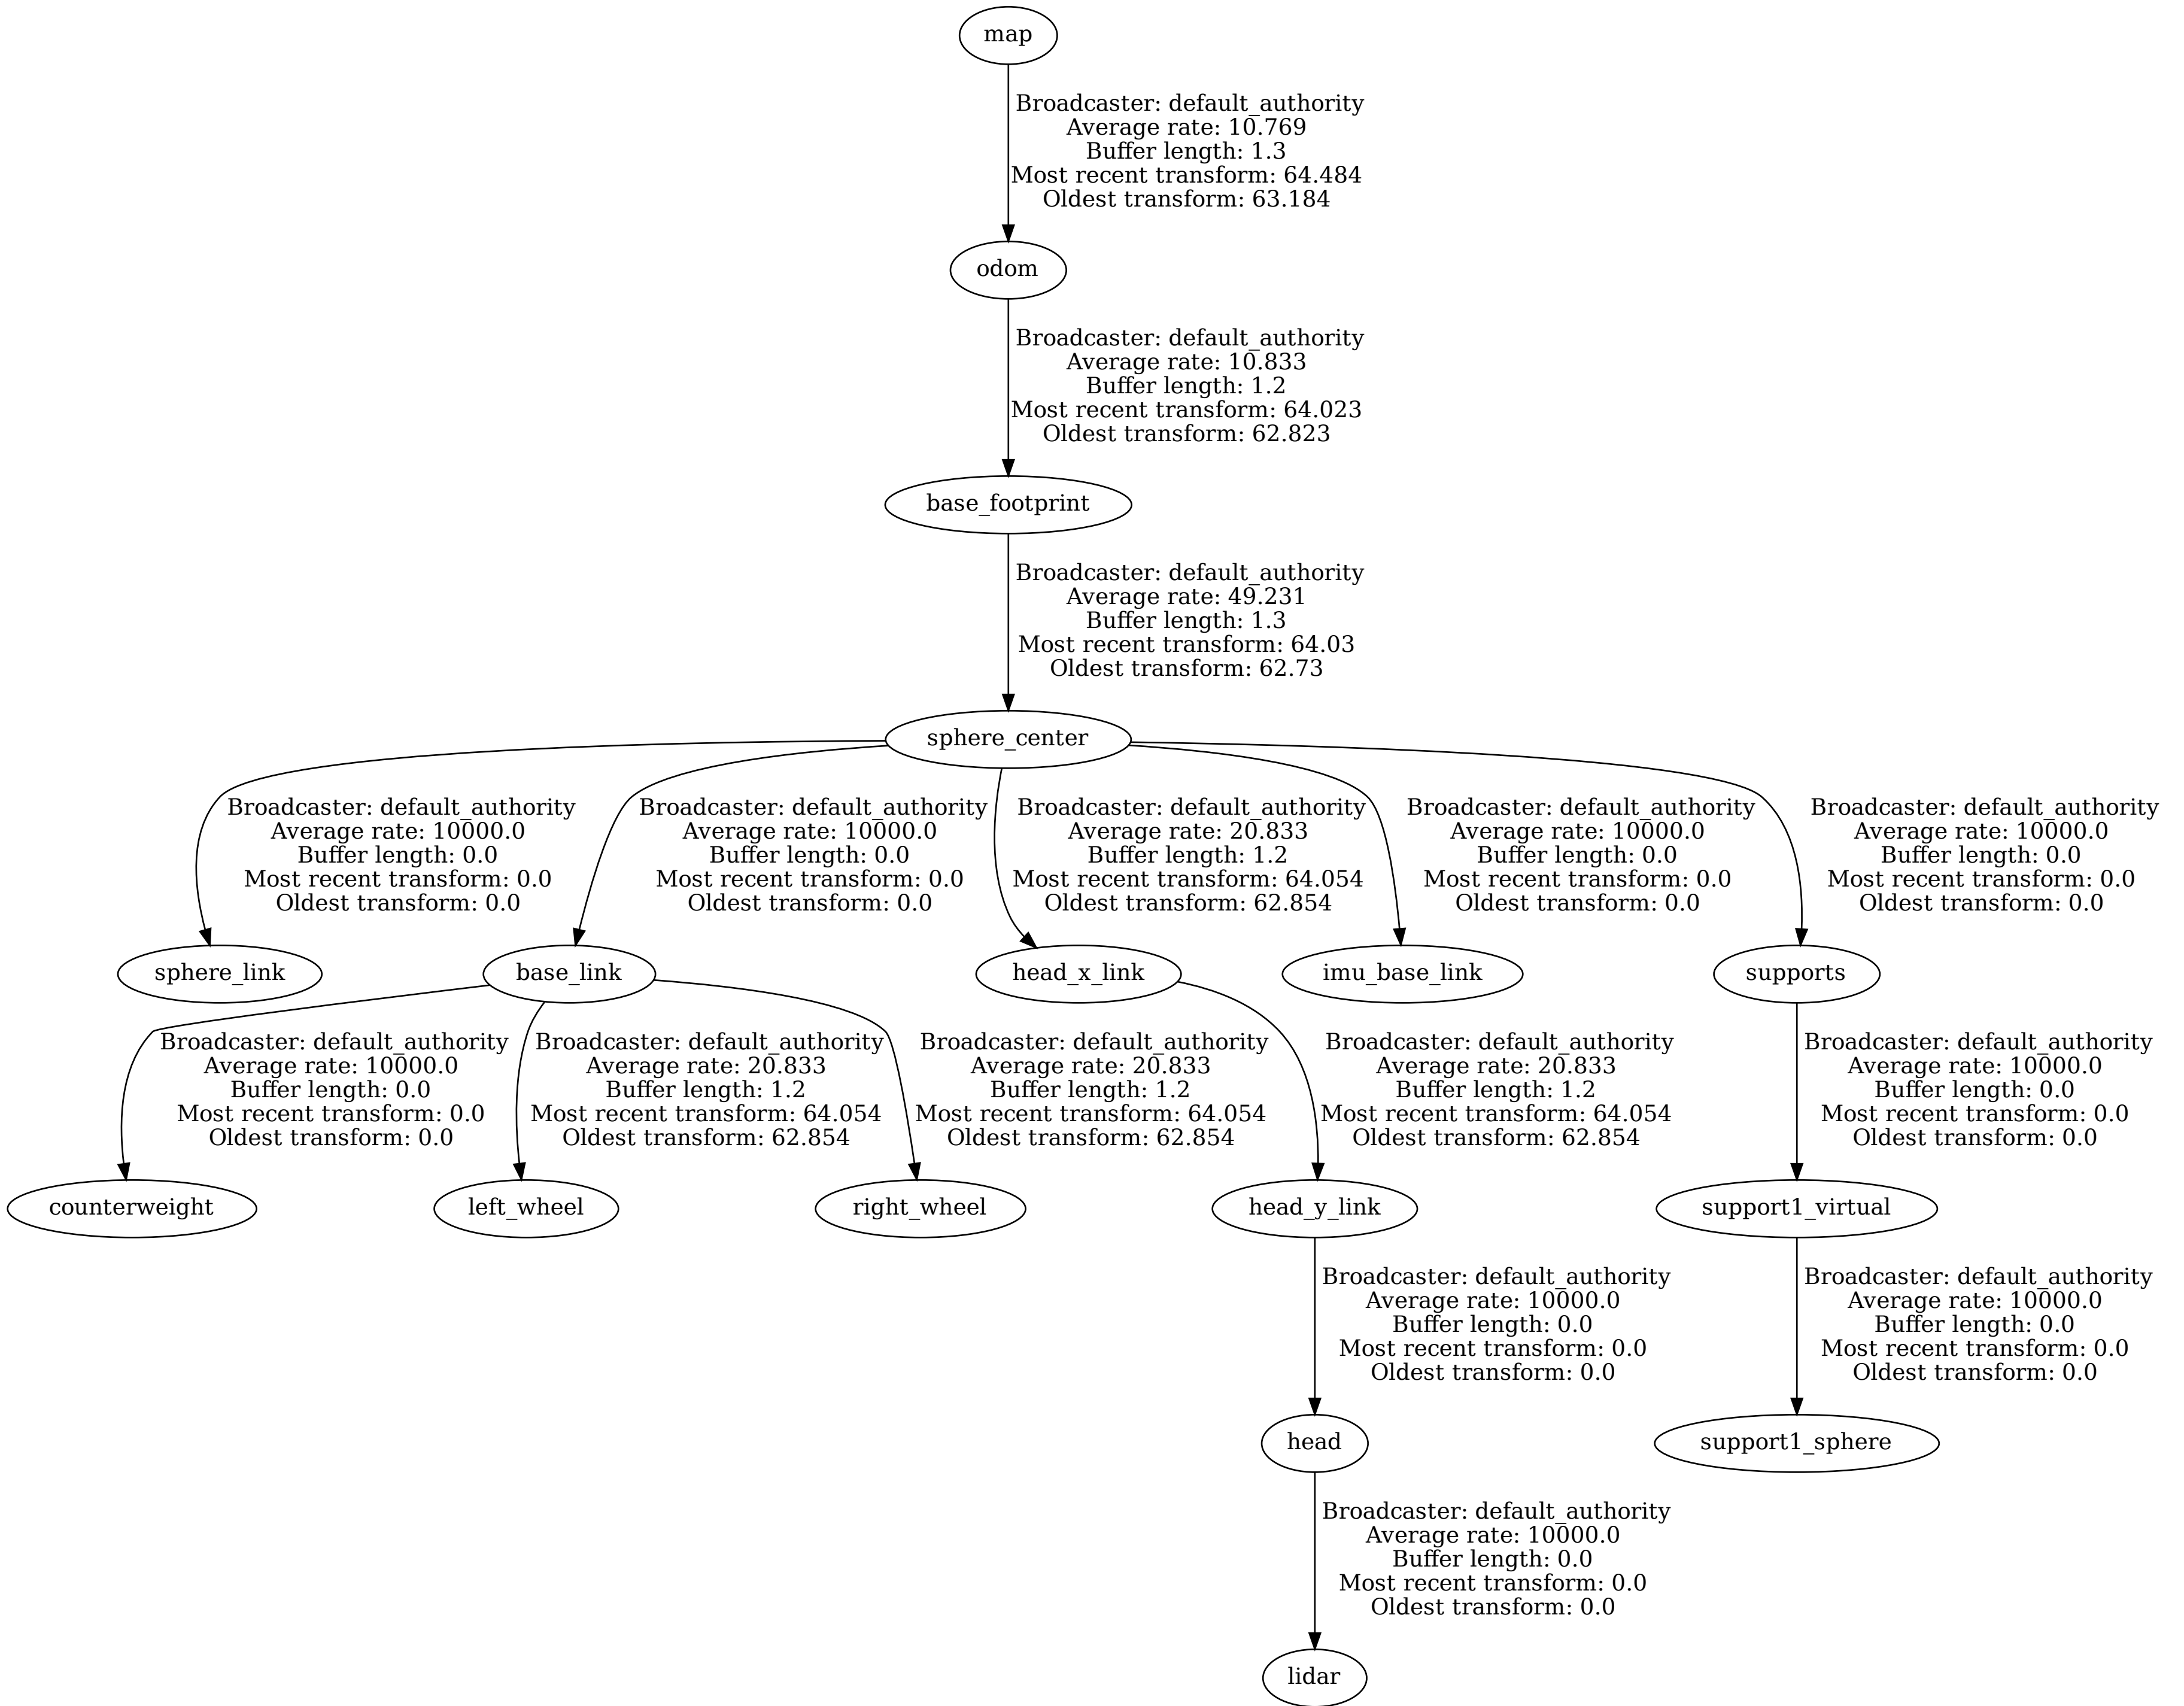 map
Broadcaster: default_authority
Average rate: 10.769
Buffer length: 1.3
Most recent transform: 64.484
Oldest transform: 63.184
odom
Broadcaster: default_authority
Average rate: 10.833
Buffer length: 1.2
Most recent transform: 64.023
Oldest transform: 62.823
base_footprint
Broadcaster: default_authority
Average rate: 49.231
Buffer length: 1.3
Most recent transform: 64.03
Oldest transform: 62.73
sphere_center
Broadcaster: default_authority
Average rate: 10000.0
Buffer length: 0.0
Most recent transform: 0.0
Oldest transform: 0.0
Broadcaster: default_authority
Average rate: 10000.0
Buffer length: 0.0
Most recent transform: 0.0
Oldest transform: 0.0
Broadcaster: default_authority
Average rate: 20.833
Buffer length: 1.2
Most recent transform: 64.054
Oldest transform: 62.854
Broadcaster: default_authority
Average rate: 10000.0
Buffer length: 0.0
Most recent transform: 0.0
Oldest transform: 0.0
Broadcaster: default_authority
Average rate: 10000.0
Buffer length: 0.0
Most recent transform: 0.0
Oldest transform: 0.0
sphere_link
base_link
head_x_link
imu_base_link
supports
Broadcaster: default_authority
Average rate: 10000.0
Buffer length: 0.0
Most recent transform: 0.0
Oldest transform: 0.0
Broadcaster: default_authority
Average rate: 20.833
Buffer length: 1.2
Most recent transform: 64.054
Oldest transform: 62.854
Broadcaster: default_authority
Average rate: 20.833
Buffer length: 1.2
Most recent transform: 64.054
Oldest transform: 62.854
Broadcaster: default_authority
Average rate: 20.833
Buffer length: 1.2
Most recent transform: 64.054
Oldest transform: 62.854
Broadcaster: default_authority
Average rate: 10000.0
Buffer length: 0.0
Most recent transform: 0.0
Oldest transform: 0.0
counterweight
left_wheel
right_wheel
head_y_link
support1_virtual
Broadcaster: default_authority
Average rate: 10000.0
Buffer length: 0.0
Most recent transform: 0.0
Oldest transform: 0.0
Broadcaster: default_authority
Average rate: 10000.0
Buffer length: 0.0
Most recent transform: 0.0
Oldest transform: 0.0
head
support1_sphere
Broadcaster: default_authority
Average rate: 10000.0
Buffer length: 0.0
Most recent transform: 0.0
Oldest transform: 0.0
lidar